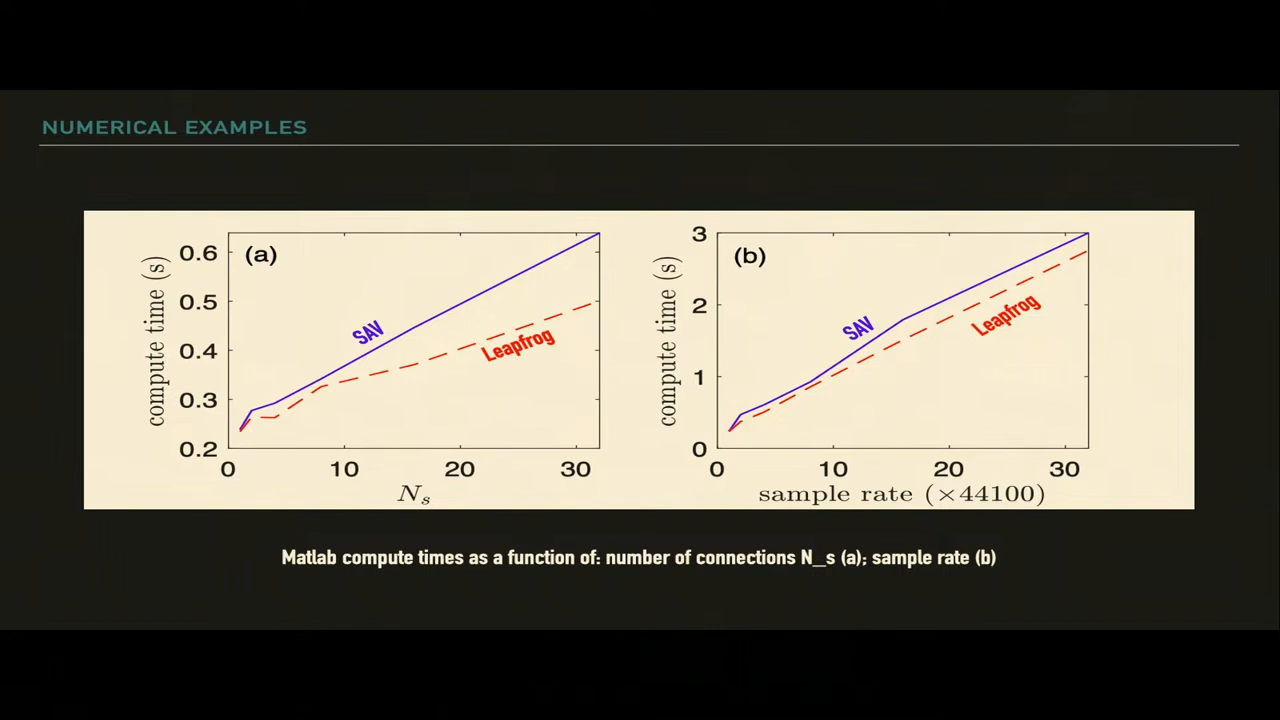 NUMERICAL EXAMPLES
(a)
compute time (s)
0.6
0.5
0.4
0.3
0.2
SAV
Leapfrog
0 10 20 30
N_s
(b)
compute time (s)
3
2
1
0
SAV
Leapfrog
0 10 20 30
sample rate (×44100)
Matlab compute times as a function of: number of connections N_s (a); sample rate (b)